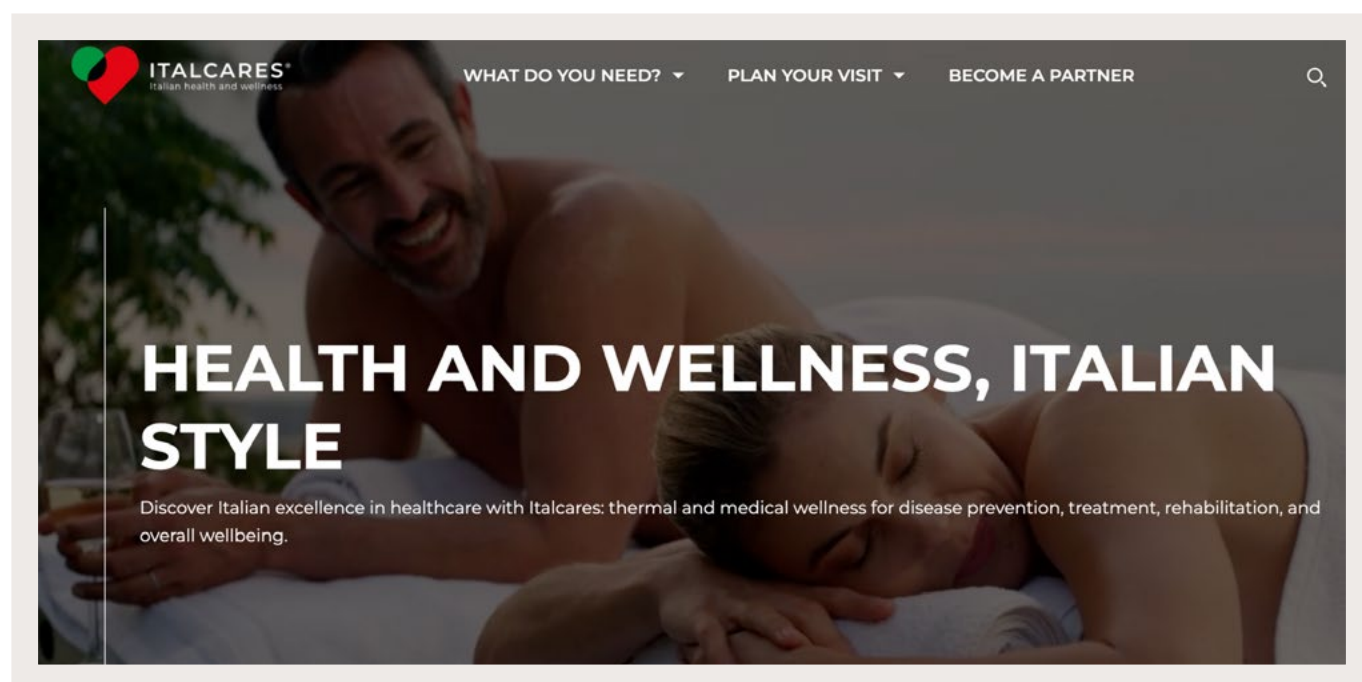 ITALCARES®
Italian health and wellness
WHAT DO YOU NEED?
PLAN YOUR VISIT
BECOME A PARTNER
HEALTH AND WELLNESS, ITALIAN
STYLE
Discover Italian excellence in healthcare with Italcares: thermal and medical wellness for disease prevention, treatment, rehabilitation, and
overall wellbeing.